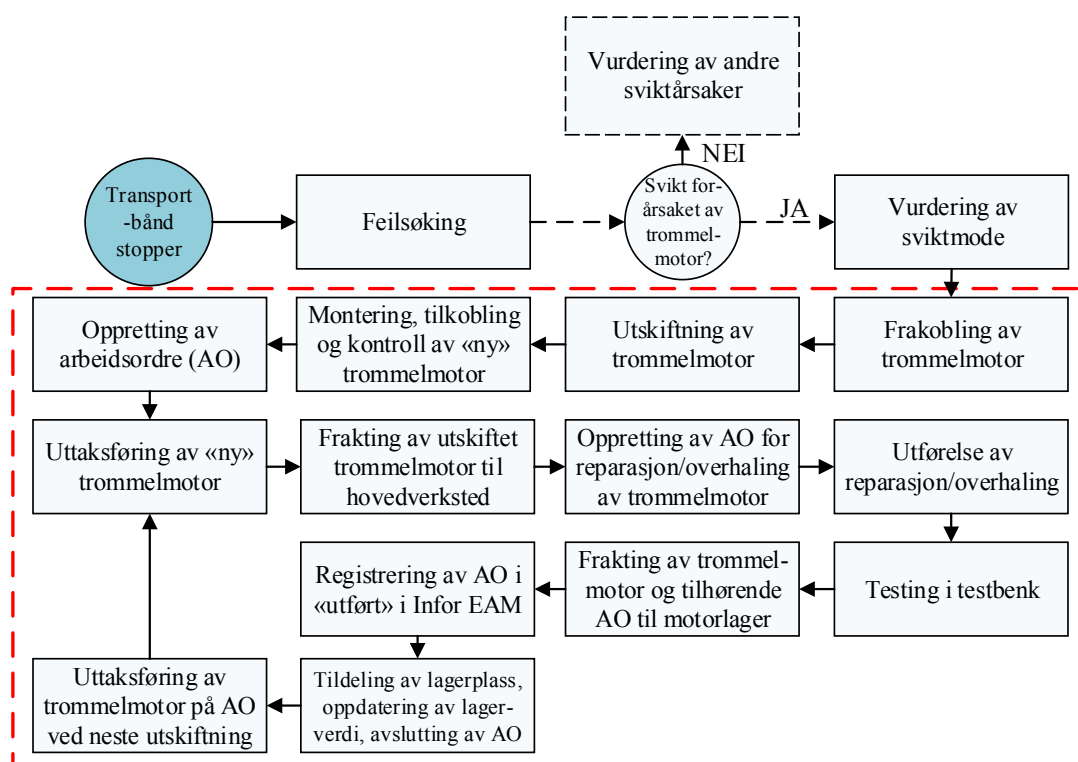 Vurdering av andre
sviktårsaker
NEI
Transport
-bånd
stopper
Feilsøking
Svikt for-
årsaket av
trommel-
motor?
JA
Vurdering av
sviktmode
Oppretting av
arbeidsordre (AO)
Montering, tilkobling
og kontroll av «ny»
trommelmotor
Utskiftning av
trommelmotor
Frakobling av
trommelmotor
Uttaksføring av «ny»
trommelmotor
Frakting av utskiftet
trommelmotor til
hovedverksted
Oppretting av AO for
reparasjon/overhaling
av trommelmotor
Utførelse av
reparasjon/overhaling
Registrering av AO i
«utført» i Infor EAM
Frakting av trommel-
motor og tilhørende
AO til motorlager
Testing i testbenk
Uttaksføring av
trommelmotor på AO
ved neste utskiftning
Tildeling av lagerplass,
oppdatering av lager-
verdi, avslutting av AO